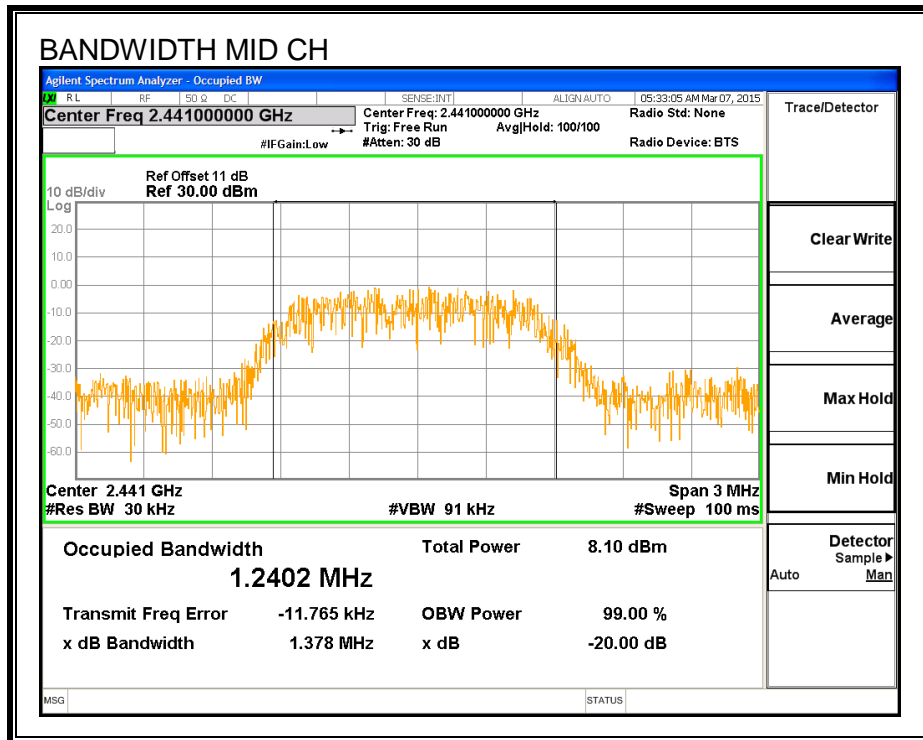 BANDWIDTH MID CH
Agilent Spectrum Analyzer - Occupied BW
LXI RL RF 50 Ω DC SENSE:INT ALIGN AUTO 05:33:05 AM Mar 07, 2015
Center Freq 2.441000000 GHz
Center Freq: 2.441000000 GHz
Radio Std: None
Trig: Free Run Avg|Hold: 100/100
#IFGain:Low
#Atten: 30 dB
Radio Device: BTS
Trace/Detector
Ref Offset 11 dB
10 dB/div Ref 30.00 dBm
Log
20.0
10.0
0.00
-10.0
-20.0
-30.0
-40.0
-50.0
-60.0
Center 2.441 GHz Span 3 MHz
#Res BW 30 kHz #VBW 91 kHz #Sweep 100 ms
Occupied Bandwidth Total Power 8.10 dBm
1.2402 MHz
Transmit Freq Error -11.765 kHz OBW Power 99.00 %
x dB Bandwidth 1.378 MHz x dB -20.00 dB
Clear Write
Average
Max Hold
Min Hold
Detector
Sample▶
Auto Man
MSG STATUS